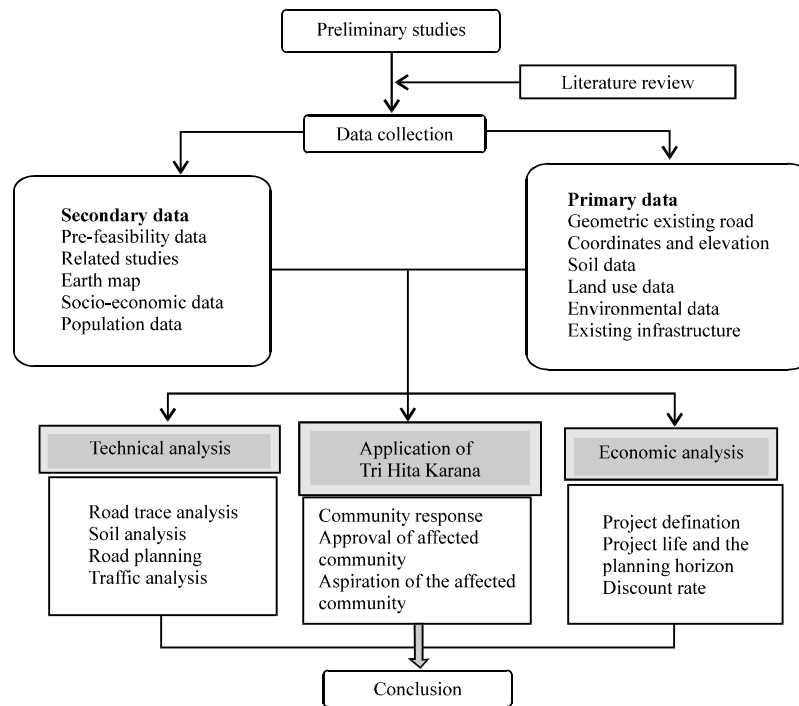 Preliminary studies
Literature review
Data collection
Secondary data
Pre-feasibility data
Related studies
Earth map
Socio-economic data
Population data
Primary data
Geometric existing road
Coordinates and elevation
Soil data
Land use data
Environmental data
Existing infrastructure
Technical analysis
Road trace analysis
Soil analysis
Road planning
Traffic analysis
Application of
Tri Hita Karana
Community response
Approval of affected
community
Aspiration of the affected
community
Economic analysis
Project defination
Project life and the
planning horizon
Discount rate
Conclusion